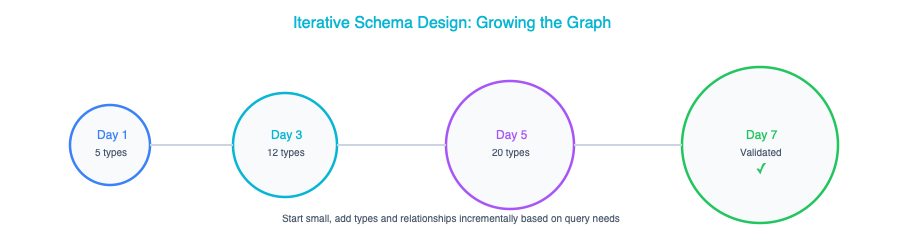 Iterative Schema Design: Growing the Graph
Day 1
5 types
Day 3
12 types
Day 5
20 types
Day 7
Validated
✓
Start small, add types and relationships incrementally based on query needs